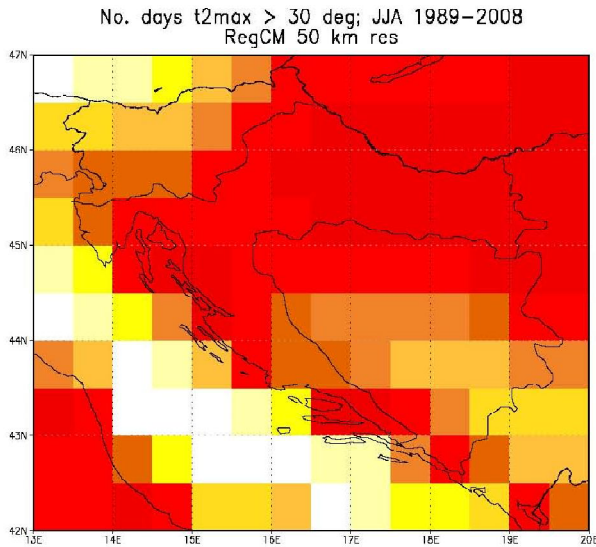 No. days t2max > 30 deg; JJA 1989–2008
RegCM 50 km res
47N
46N
45N
44N
43N
42N
13E 14E 15E 16E 17E 18E 19E 20E